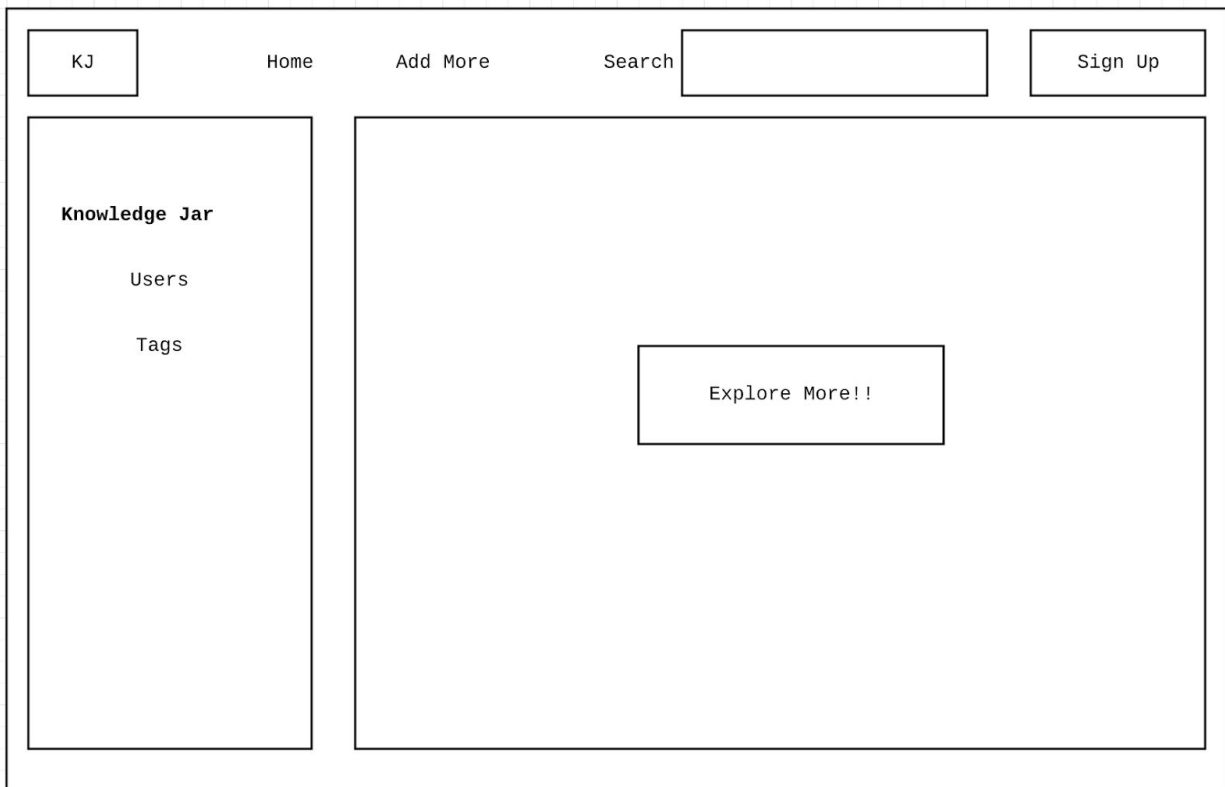 KJ
Home
Add More
Search
Sign Up
Knowledge Jar
Users
Tags
Explore More!!